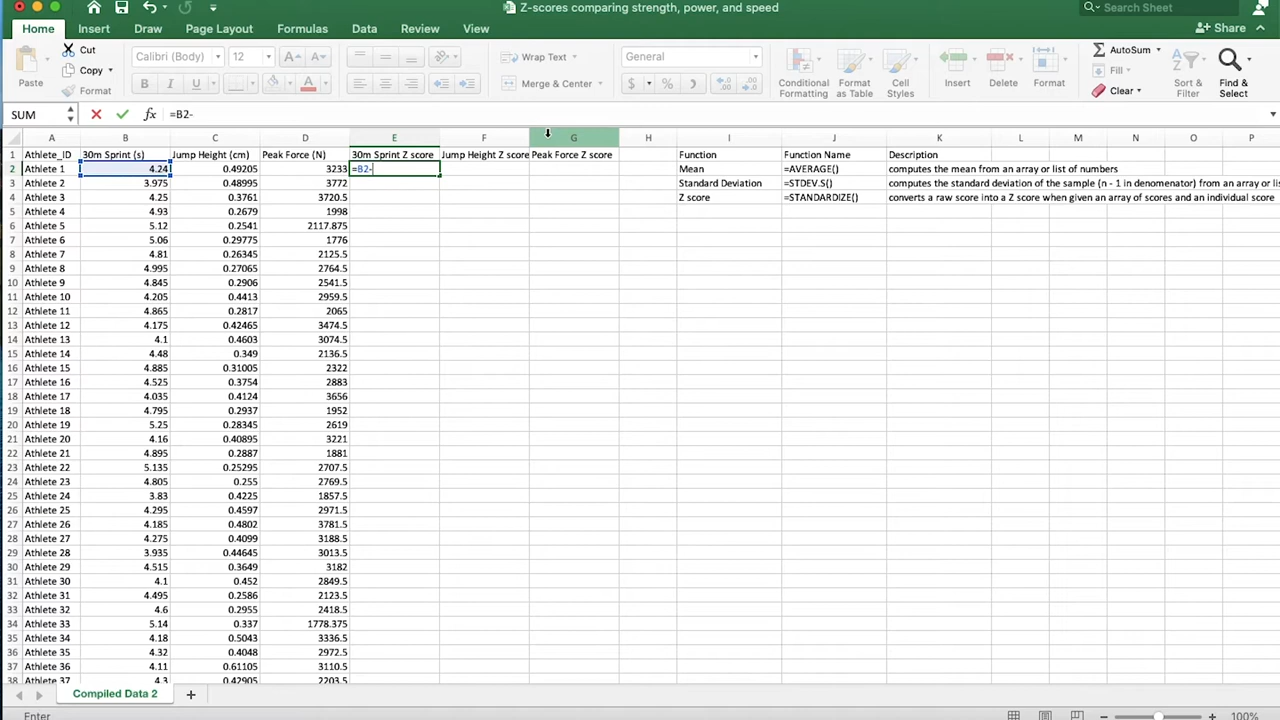 Z-scores comparing strength, power, and speed
Search Sheet
Home Insert Draw Page Layout Formulas Data Review View Share
Cut Calibri (Body) 12 A A Wrap Text General AutoSum
Copy Fill
Paste Format B I U A Merge & Center $ % Conditional Formatting Format as Table Cell Styles Insert Delete Format Clear Sort & Filter Find & Select
SUM fx =B2-
A B C D E F G H I J K L M N O P
1 Athlete_ID 30m Sprint (s) Jump Height (cm) Peak Force (N) 30m Sprint Z score Jump Height Z score Peak Force Z score Function Function Name Description
2 Athlete 1 4.24 0.49205 3233 =B2- Mean =AVERAGE() computes the mean from an array or list of numbers
3 Athlete 2 3.975 0.48995 3772 Standard Deviation =STDEV.S() computes the standard deviation of the sample (n - 1 in denomenator) from an array or lis
4 Athlete 3 4.25 0.3761 3720.5 Z score =STANDARDIZE() converts a raw score into a Z score when given an array of scores and an individual score
5 Athlete 4 4.93 0.2679 1998
6 Athlete 5 5.12 0.2541 2117.875
7 Athlete 6 5.06 0.29775 1776
8 Athlete 7 4.81 0.26345 2125.5
9 Athlete 8 4.995 0.27065 2764.5
10 Athlete 9 4.845 0.2906 2541.5
11 Athlete 10 4.205 0.4413 2959.5
12 Athlete 11 4.865 0.2817 2065
13 Athlete 12 4.175 0.42465 3474.5
14 Athlete 13 4.1 0.4603 3074.5
15 Athlete 14 4.48 0.349 2136.5
16 Athlete 15 4.885 0.31005 2322
17 Athlete 16 4.525 0.3754 2883
18 Athlete 17 4.035 0.4124 3656
19 Athlete 18 4.795 0.2937 1952
20 Athlete 19 5.25 0.28345 2619
21 Athlete 20 4.16 0.40895 3221
22 Athlete 21 4.895 0.2887 1881
23 Athlete 22 5.135 0.25295 2707.5
24 Athlete 23 4.805 0.255 2769.5
25 Athlete 24 3.83 0.4225 1857.5
26 Athlete 25 4.295 0.4597 2971.5
27 Athlete 26 4.185 0.4802 3781.5
28 Athlete 27 4.275 0.4099 3188.5
29 Athlete 28 3.935 0.44645 3013.5
30 Athlete 29 4.515 0.3649 3182
31 Athlete 30 4.1 0.452 2849.5
32 Athlete 31 4.495 0.2586 2123.5
33 Athlete 32 4.6 0.2955 2418.5
34 Athlete 33 5.14 0.337 1778.375
35 Athlete 34 4.18 0.5043 3336.5
36 Athlete 35 4.32 0.4048 2972.5
37 Athlete 36 4.11 0.61105 3110.5
38 Athlete 37 4.3 0.42905 2203.5
Compiled Data 2
Enter 100%